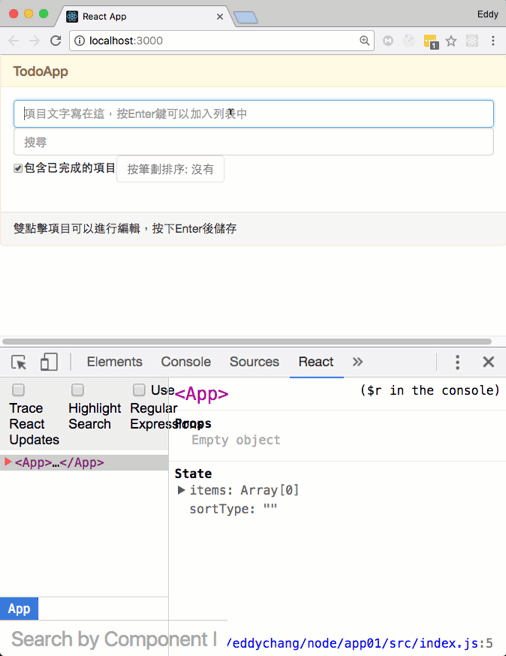 React App
Eddy
localhost:3000
1
TodoApp
項目文字寫在這，按Enter鍵可以加入列表中
搜尋
包含已完成的項目 按筆劃排序: 沒有
雙點擊項目可以進行編輯，按下Enter後儲存
Elements Console Sources React »
Trace React Updates
Highlight Search
Use Regular Expressions
<App> ($r in the console)
Props
Empty object
<App>…</App>
State
items: Array[0]
sortType: ""
App
Search by Component
/eddychang/node/app01/src/index.js:5